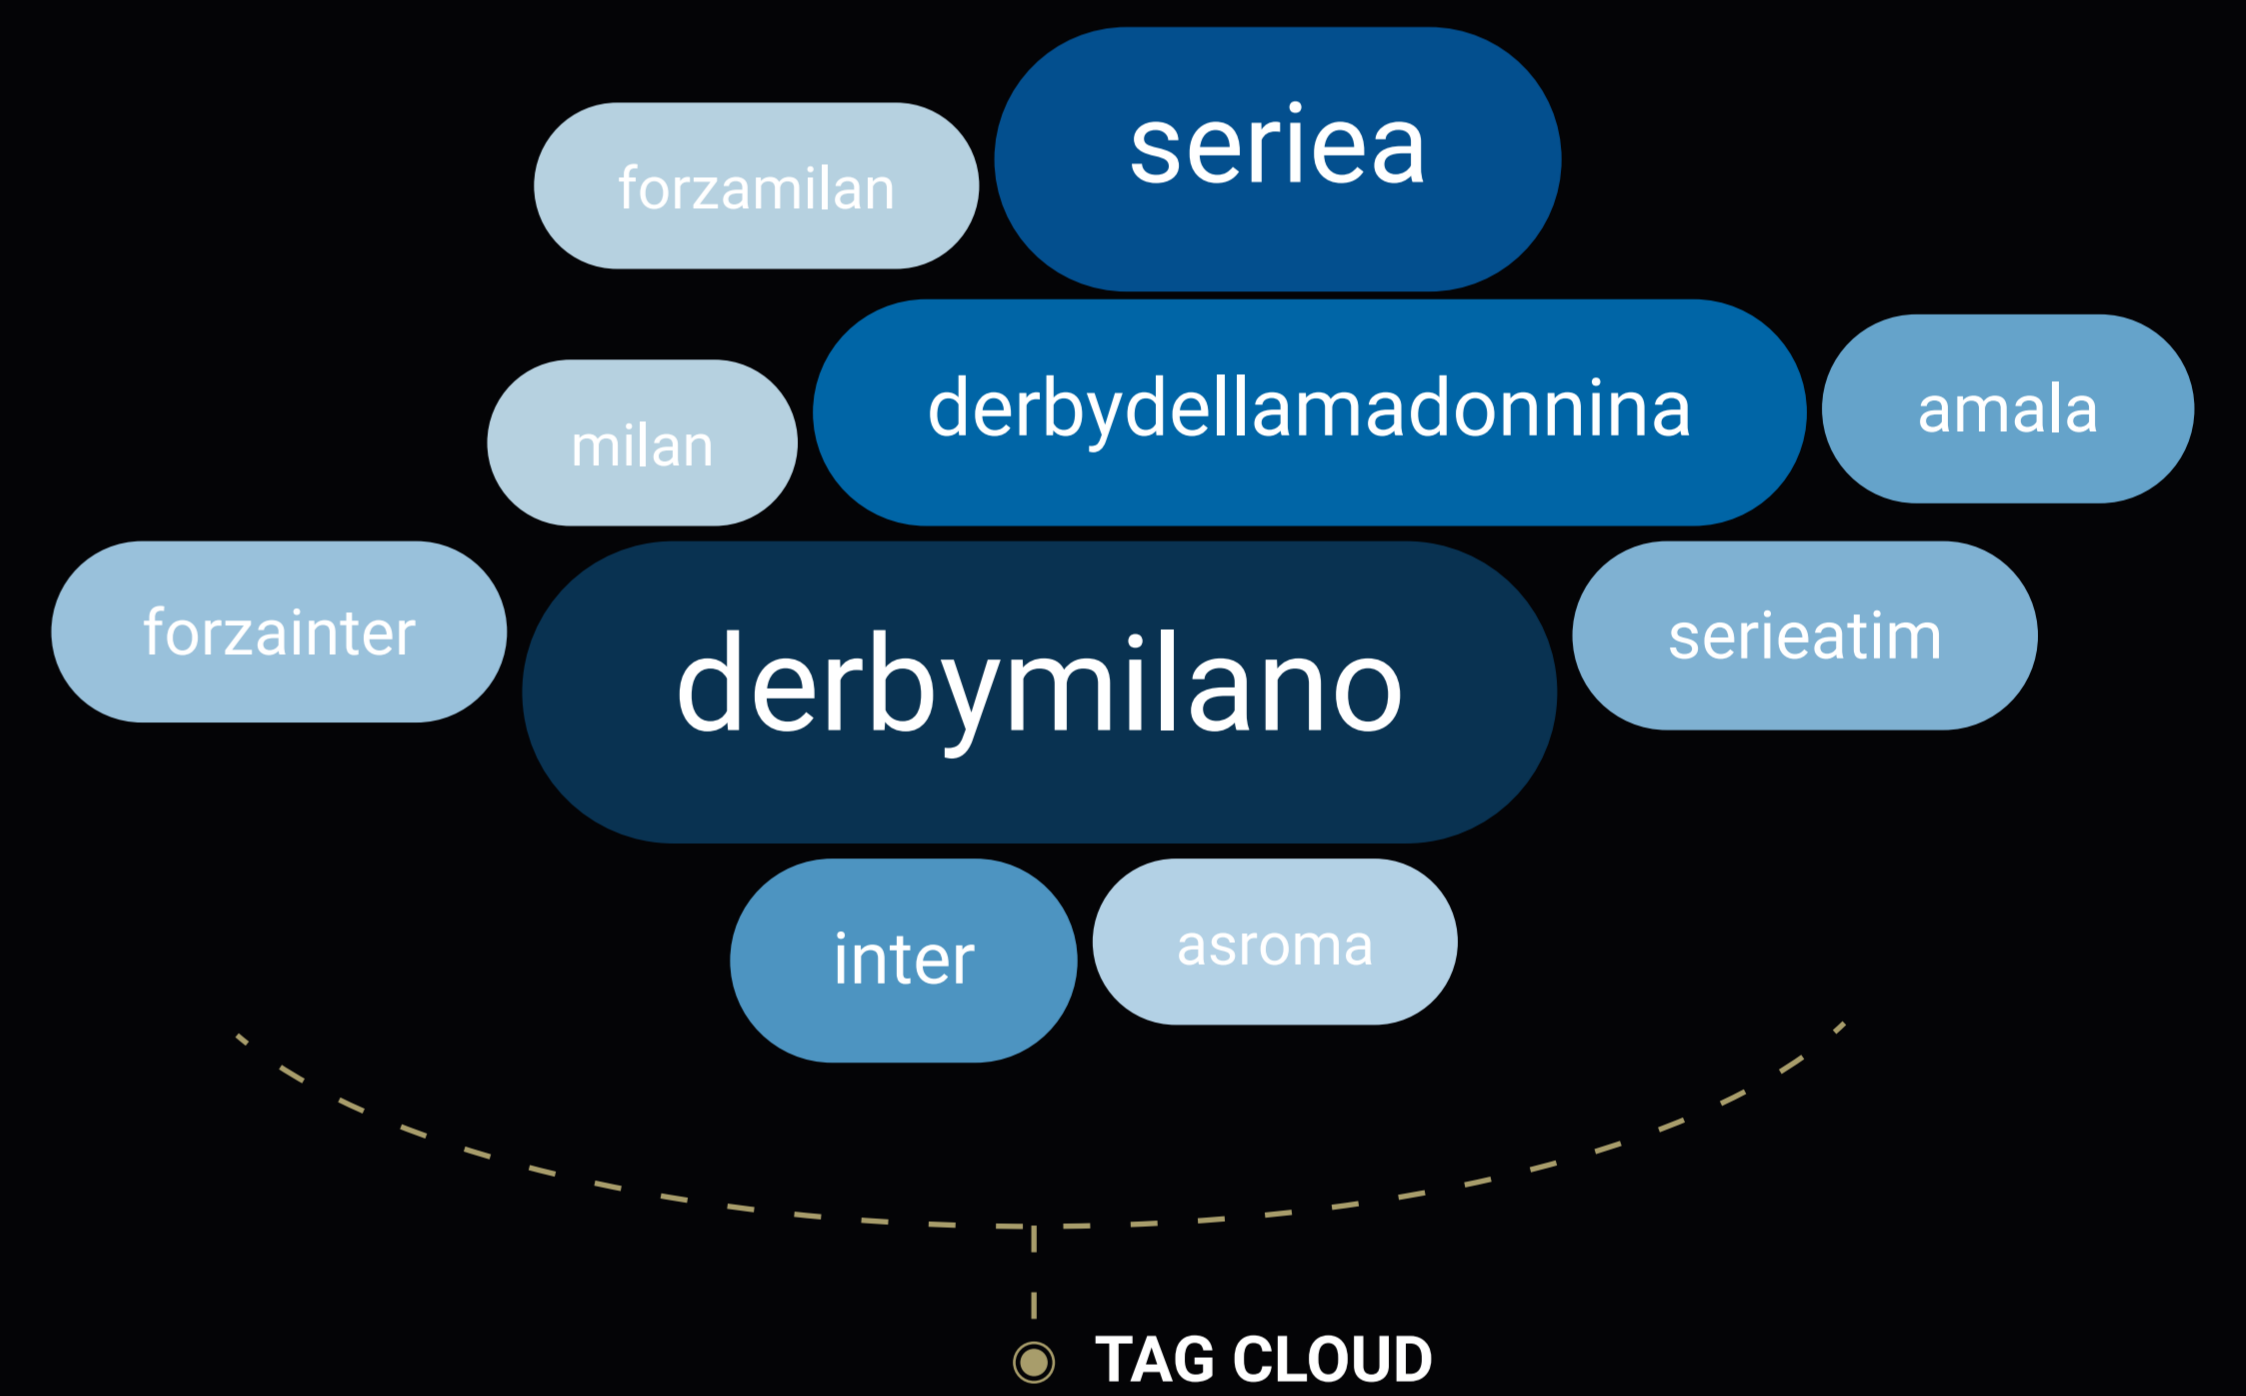 seriea
forzamilan
derbydellamadonnina
amala
milan
forzainter
derbymilano
serieatim
inter
asroma
TAG CLOUD